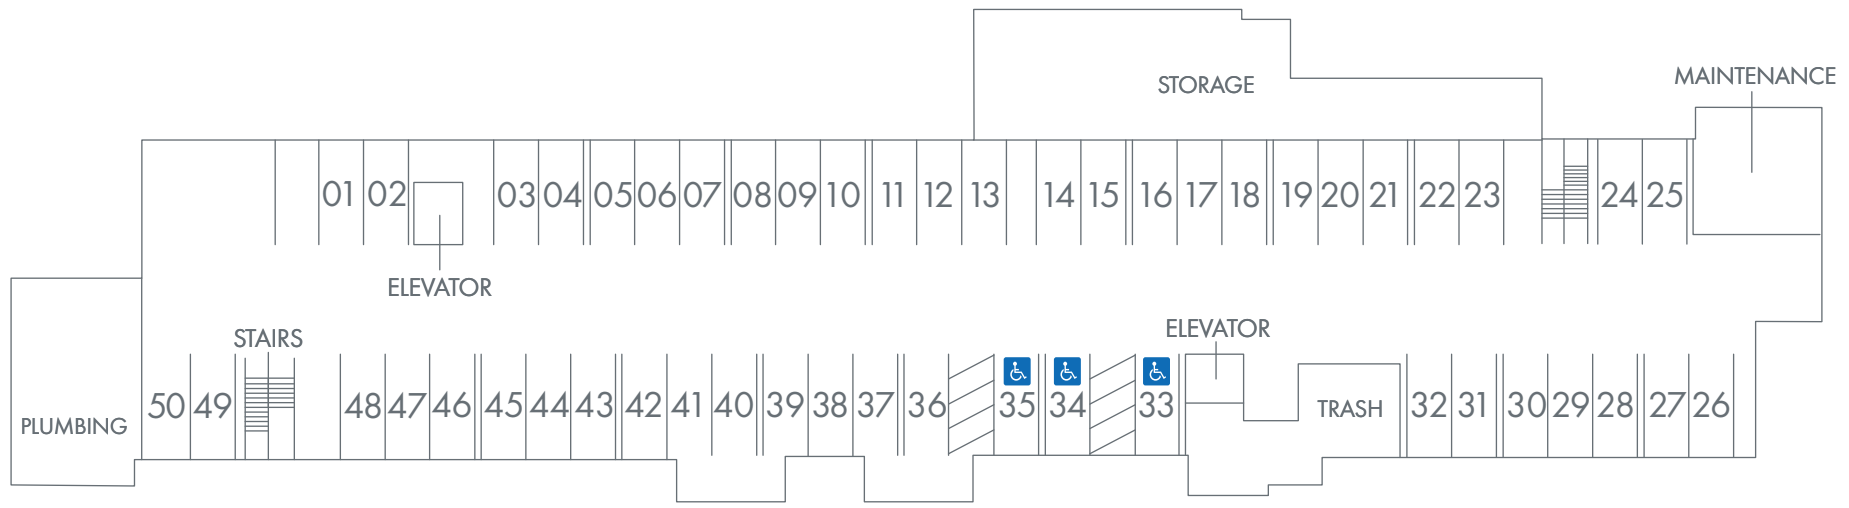 STORAGE
MAINTENANCE
01 02 03 04 05 06 07 08 09 10 11 12 13 14 15 16 17 18 19 20 21 22 23 24 25
ELEVATOR
ELEVATOR
STAIRS
50 49 48 47 46 45 44 43 42 41 40 39 38 37 36 35 34 33 TRASH 32 31 30 29 28 27 26
PLUMBING